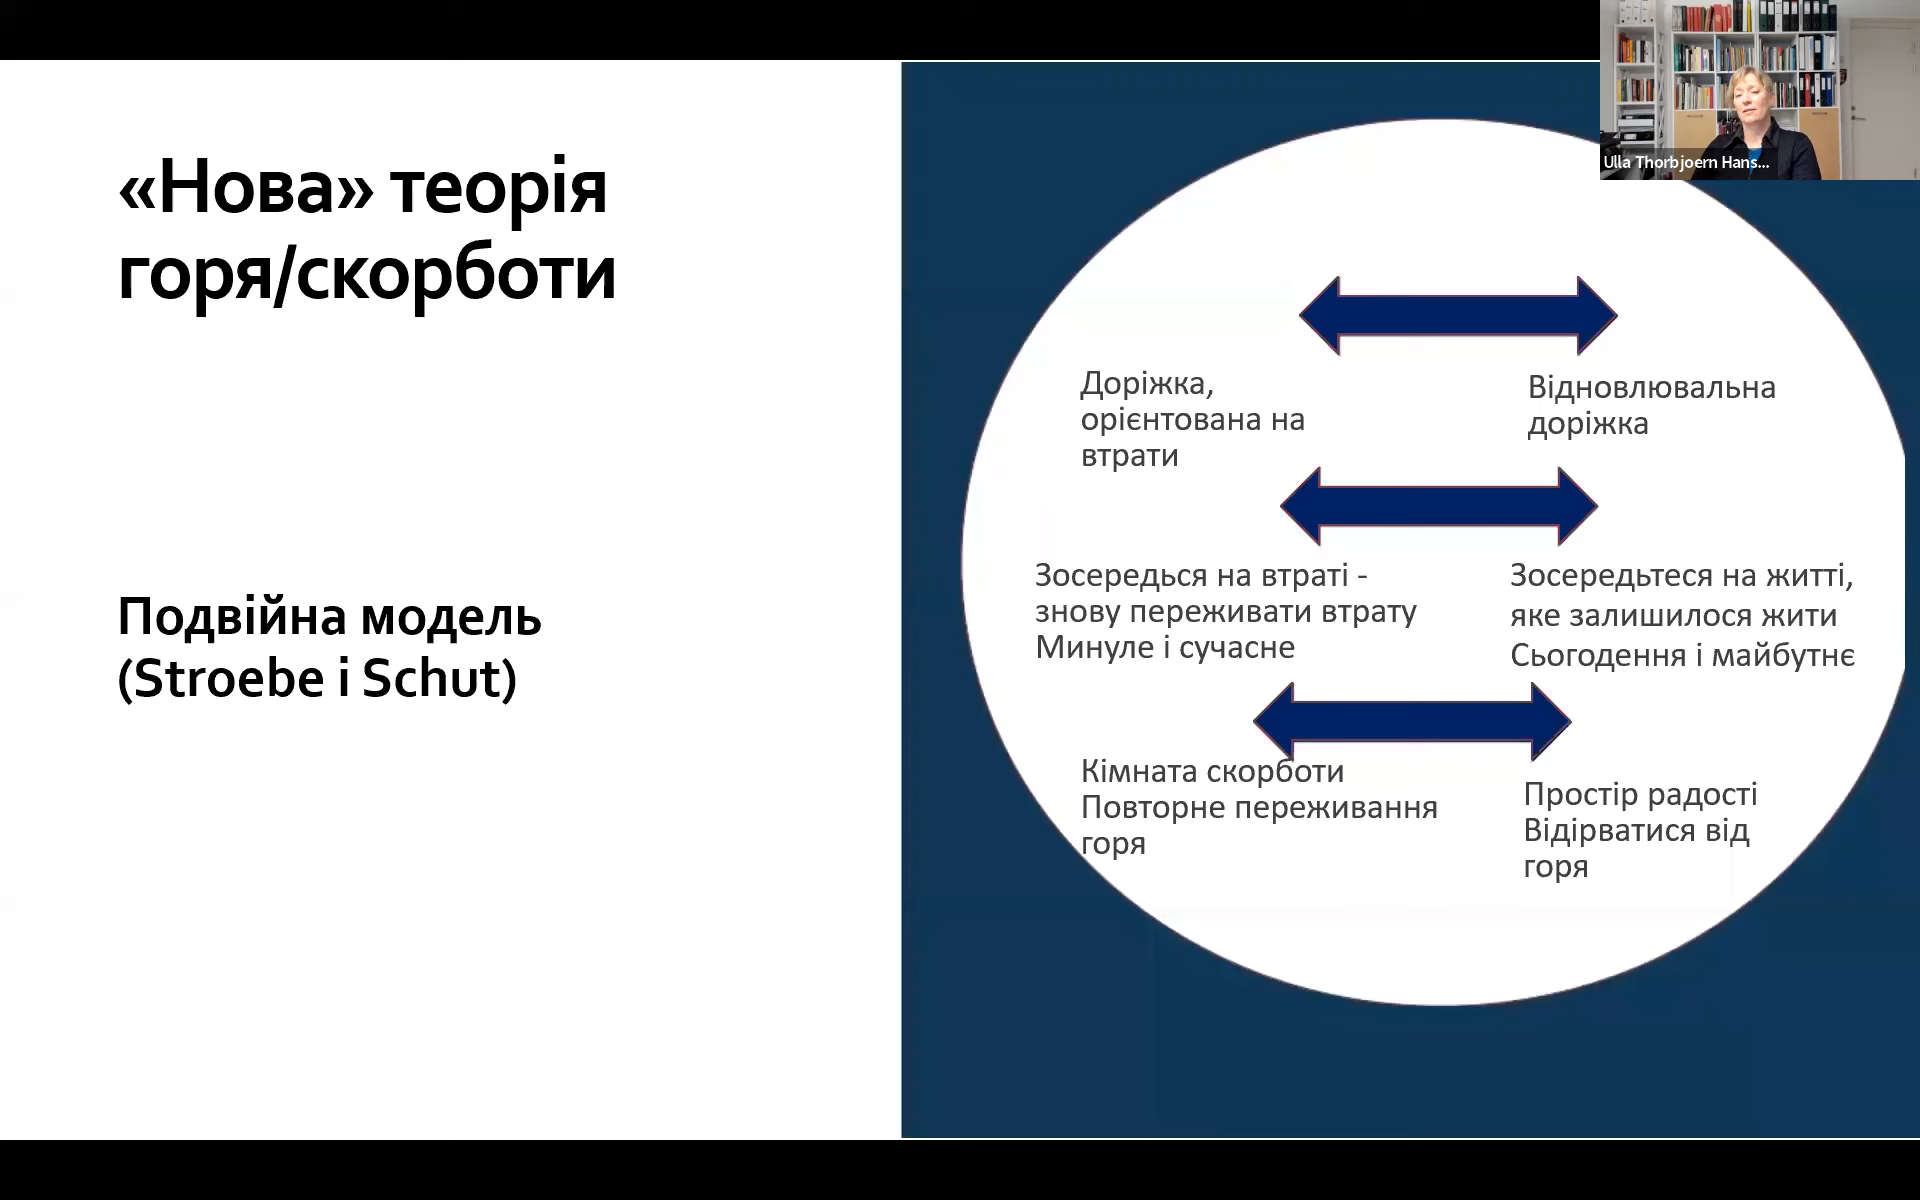 Ulla Thorbjoern Hans...
«Нова» теорія
горя/скорботи
Подвійна модель
(Stroebe і Schut)
Доріжка,
орієнтована на
втрати
Відновлювальна
доріжка
Зосередься на втраті -
знову переживати втрату
Минуле і сучасне
Зосередьтеся на житті,
яке залишилося жити
Сьогодення і майбутнє
Кімната скорботи
Повторне переживання
горя
Простір радості
Відірватися від
горя